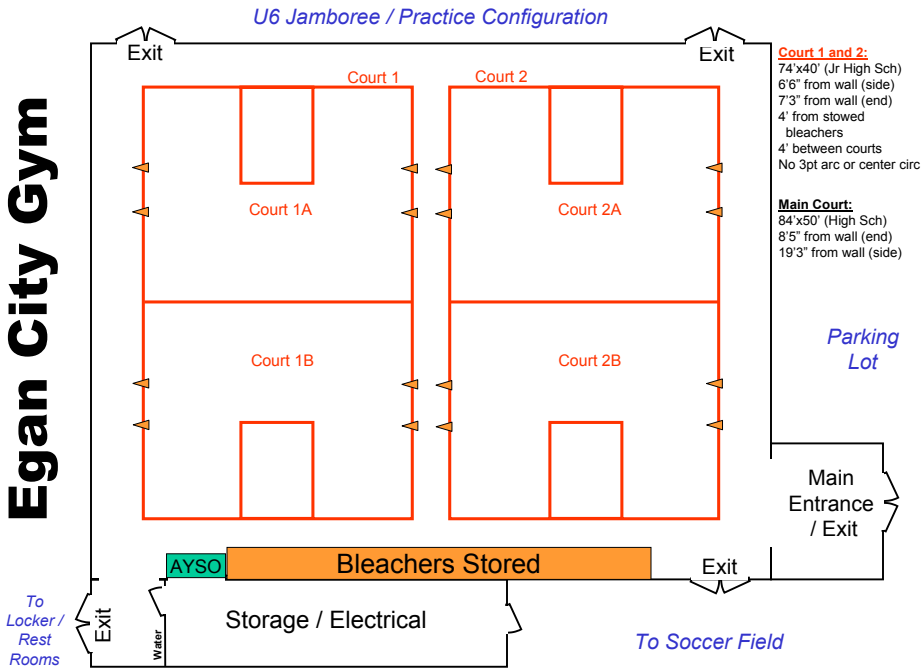 U6 Jamboree / Practice Configuration
Egan City Gym
Exit
Exit
Court 1
Court 2
Court 1 and 2:
74'x40' (Jr High Sch)
6'6" from wall (side)
7'3" from wall (end)
4' from stowed
bleachers
4' between courts
No 3pt arc or center circ
Main Court:
84'x50' (High Sch)
8'5" from wall (end)
19'3" from wall (side)
Court 1A
Court 2A
Court 1B
Court 2B
Parking
Lot
Main
Entrance
/ Exit
AYSO
Bleachers Stored
Exit
To
Locker /
Rest
Rooms
Exit
Water
Storage / Electrical
To Soccer Field